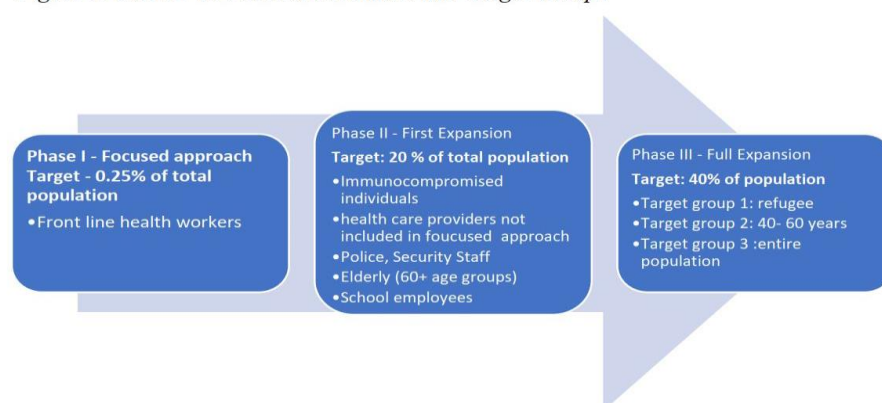 Phase I - Focused approach
Target - 0.25% of total
population
•Front line health workers
Phase II - First Expansion
Target: 20 % of total population
•Immunocompromised
individuals
•health care providers not
included in foucused approach
•Police, Security Staff
•Elderly (60+ age groups)
•School employees
Phase III - Full Expansion
Target: 40% of population
•Target group 1: refugee
•Target group 2: 40- 60 years
•Target group 3 :entire
population